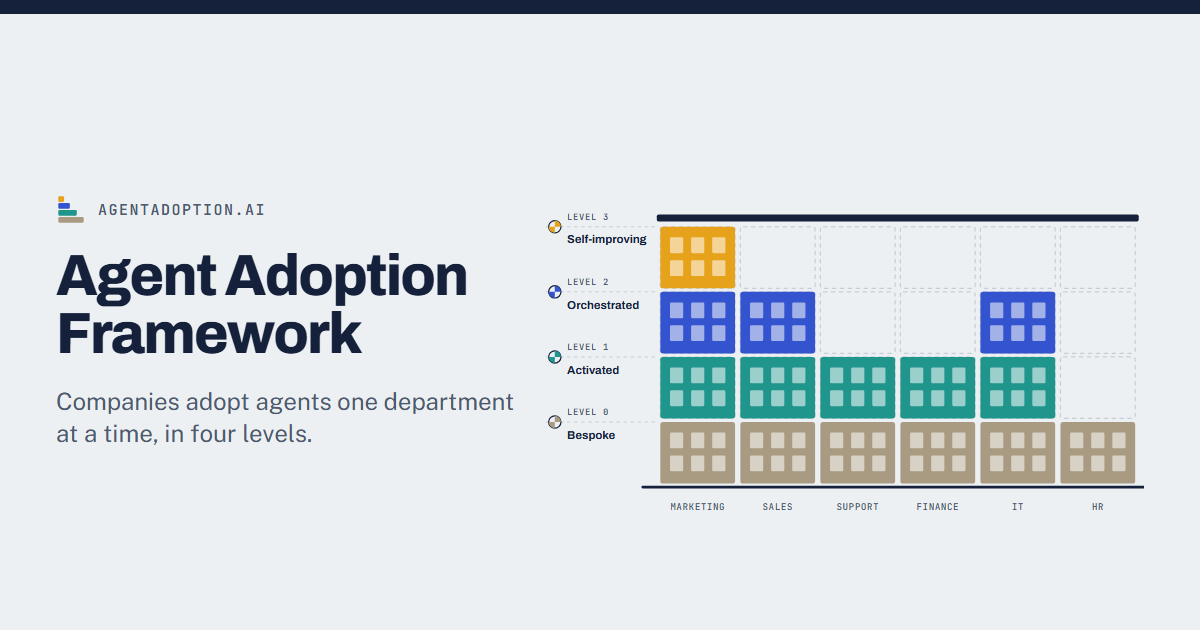 AGENTADOPTION.AI
Agent Adoption
Framework
Companies adopt agents one department
at a time, in four levels.
LEVEL 3
Self-improving
LEVEL 2
Orchestrated
LEVEL 1
Activated
LEVEL 0
Bespoke
MARKETING SALES SUPPORT FINANCE IT HR